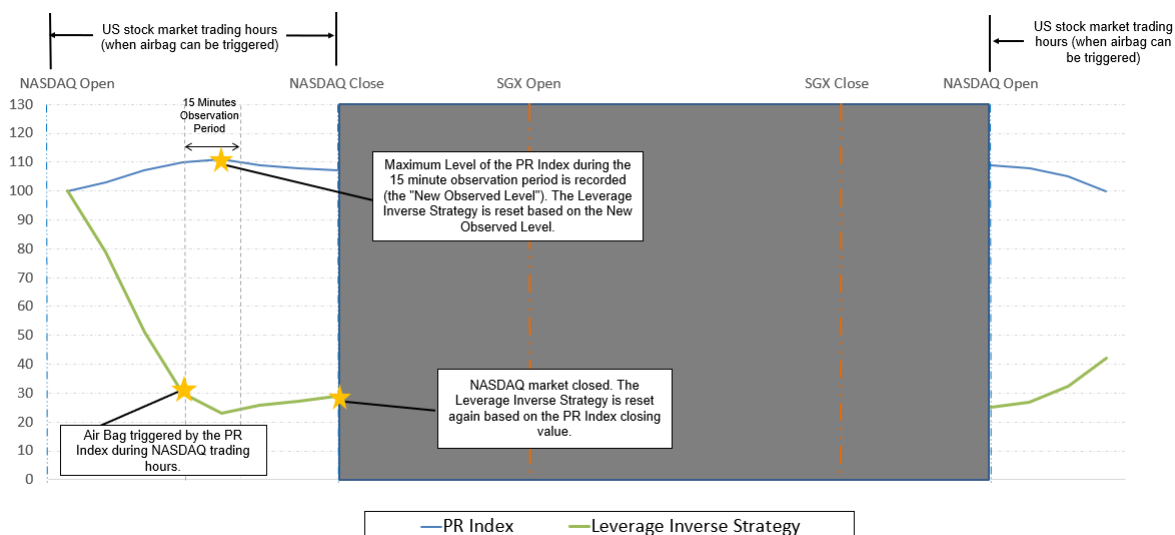 US stock market trading hours
(when airbag can be triggered)
US stock market trading
hours (when airbag can
be triggered)
NASDAQ Open
NASDAQ Close
SGX Open
SGX Close
NASDAQ Open
130
120
110
100
90
80
70
60
50
40
30
20
10
0
15 Minutes
Observation
Period
Maximum Level of the PR Index during the
15 minute observation period is recorded
(the "New Observed Level"). The Leverage
Inverse Strategy is reset based on the New
Observed Level.
NASDAQ market closed. The
Leverage Inverse Strategy is reset
again based on the PR Index closing
value.
Air Bag triggered by the PR
Index during NASDAQ trading
hours.
PR Index
Leverage Inverse Strategy